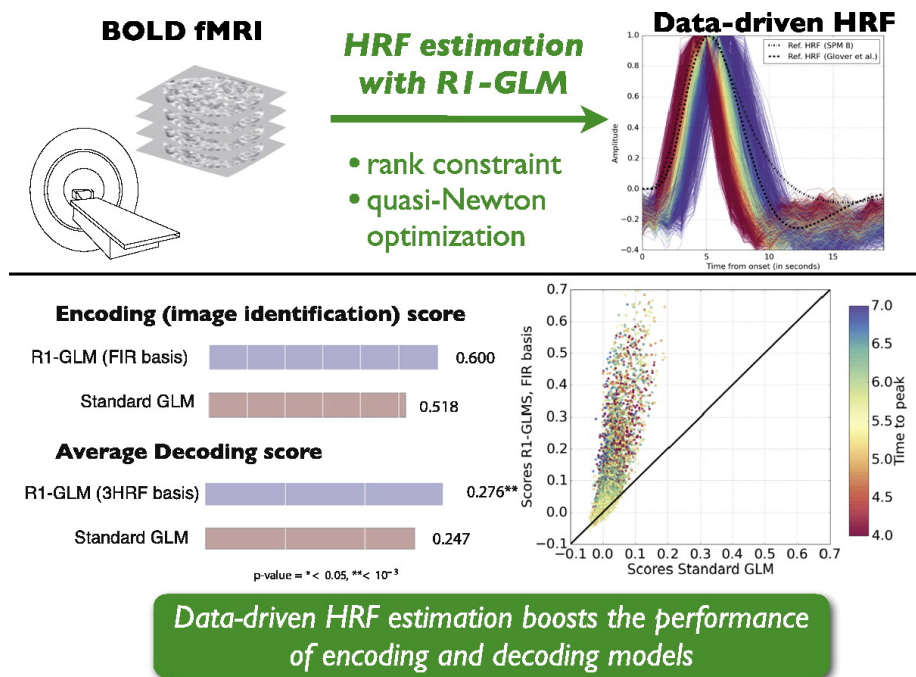 BOLD fMRI
HRF estimation
with R1-GLM
• rank constraint
• quasi-Newton
optimization
Data-driven HRF
Ref. HRF (SPM 8)
Ref. HRF (Glover et al.)
1.0
0.8
0.6
0.4
0.2
0.0
-0.2
-0.4
Amplitude
0
5
10
15
Time from onset (in seconds)
Encoding (image identification) score
R1-GLM (FIR basis)
0.600
Standard GLM
0.518
Average Decoding score
R1-GLM (3HRF basis)
0.276**
Standard GLM
0.247
p-value = *< 0.05, **< 10⁻³
0.7
0.6
0.5
0.4
0.3
0.2
0.1
0.0
−0.1
Scores R1-GLMS, FIR basis
−0.1 0.0 0.1 0.2 0.3 0.4 0.5 0.6 0.7
Scores Standard GLM
7.0
6.5
6.0
5.5
5.0
4.5
4.0
Time to peak
Data-driven HRF estimation boosts the performance
of encoding and decoding models